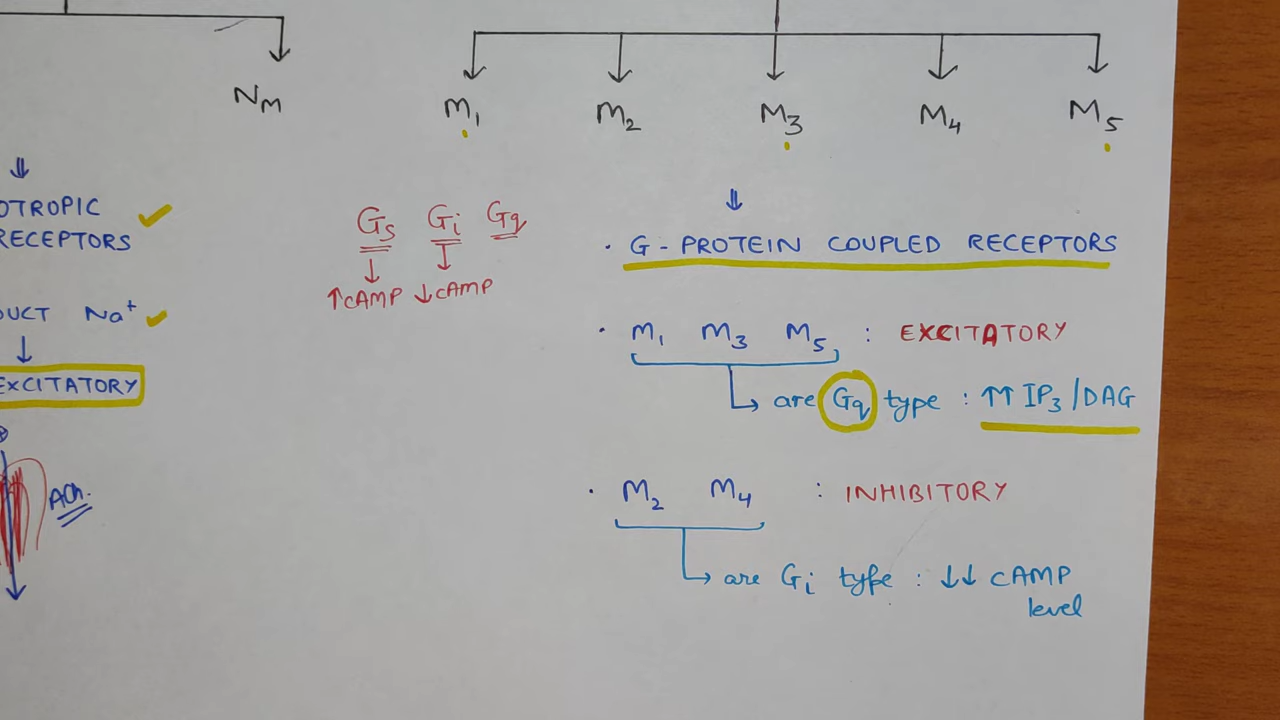 NM
M1 M2 M3 M4 M5
OTROPIC
RECEPTORS
DUCT Na+
EXCITATORY
ACh.
Gs Gi Gq
↑cAMP ↓cAMP
· G-PROTEIN COUPLED RECEPTORS
· M1 M3 M5 : EXCITATORY
are Gq type : ↑↑ IP3/DAG
· M2 M4 : INHIBITORY
are Gi type : ↓↓ cAMP
level